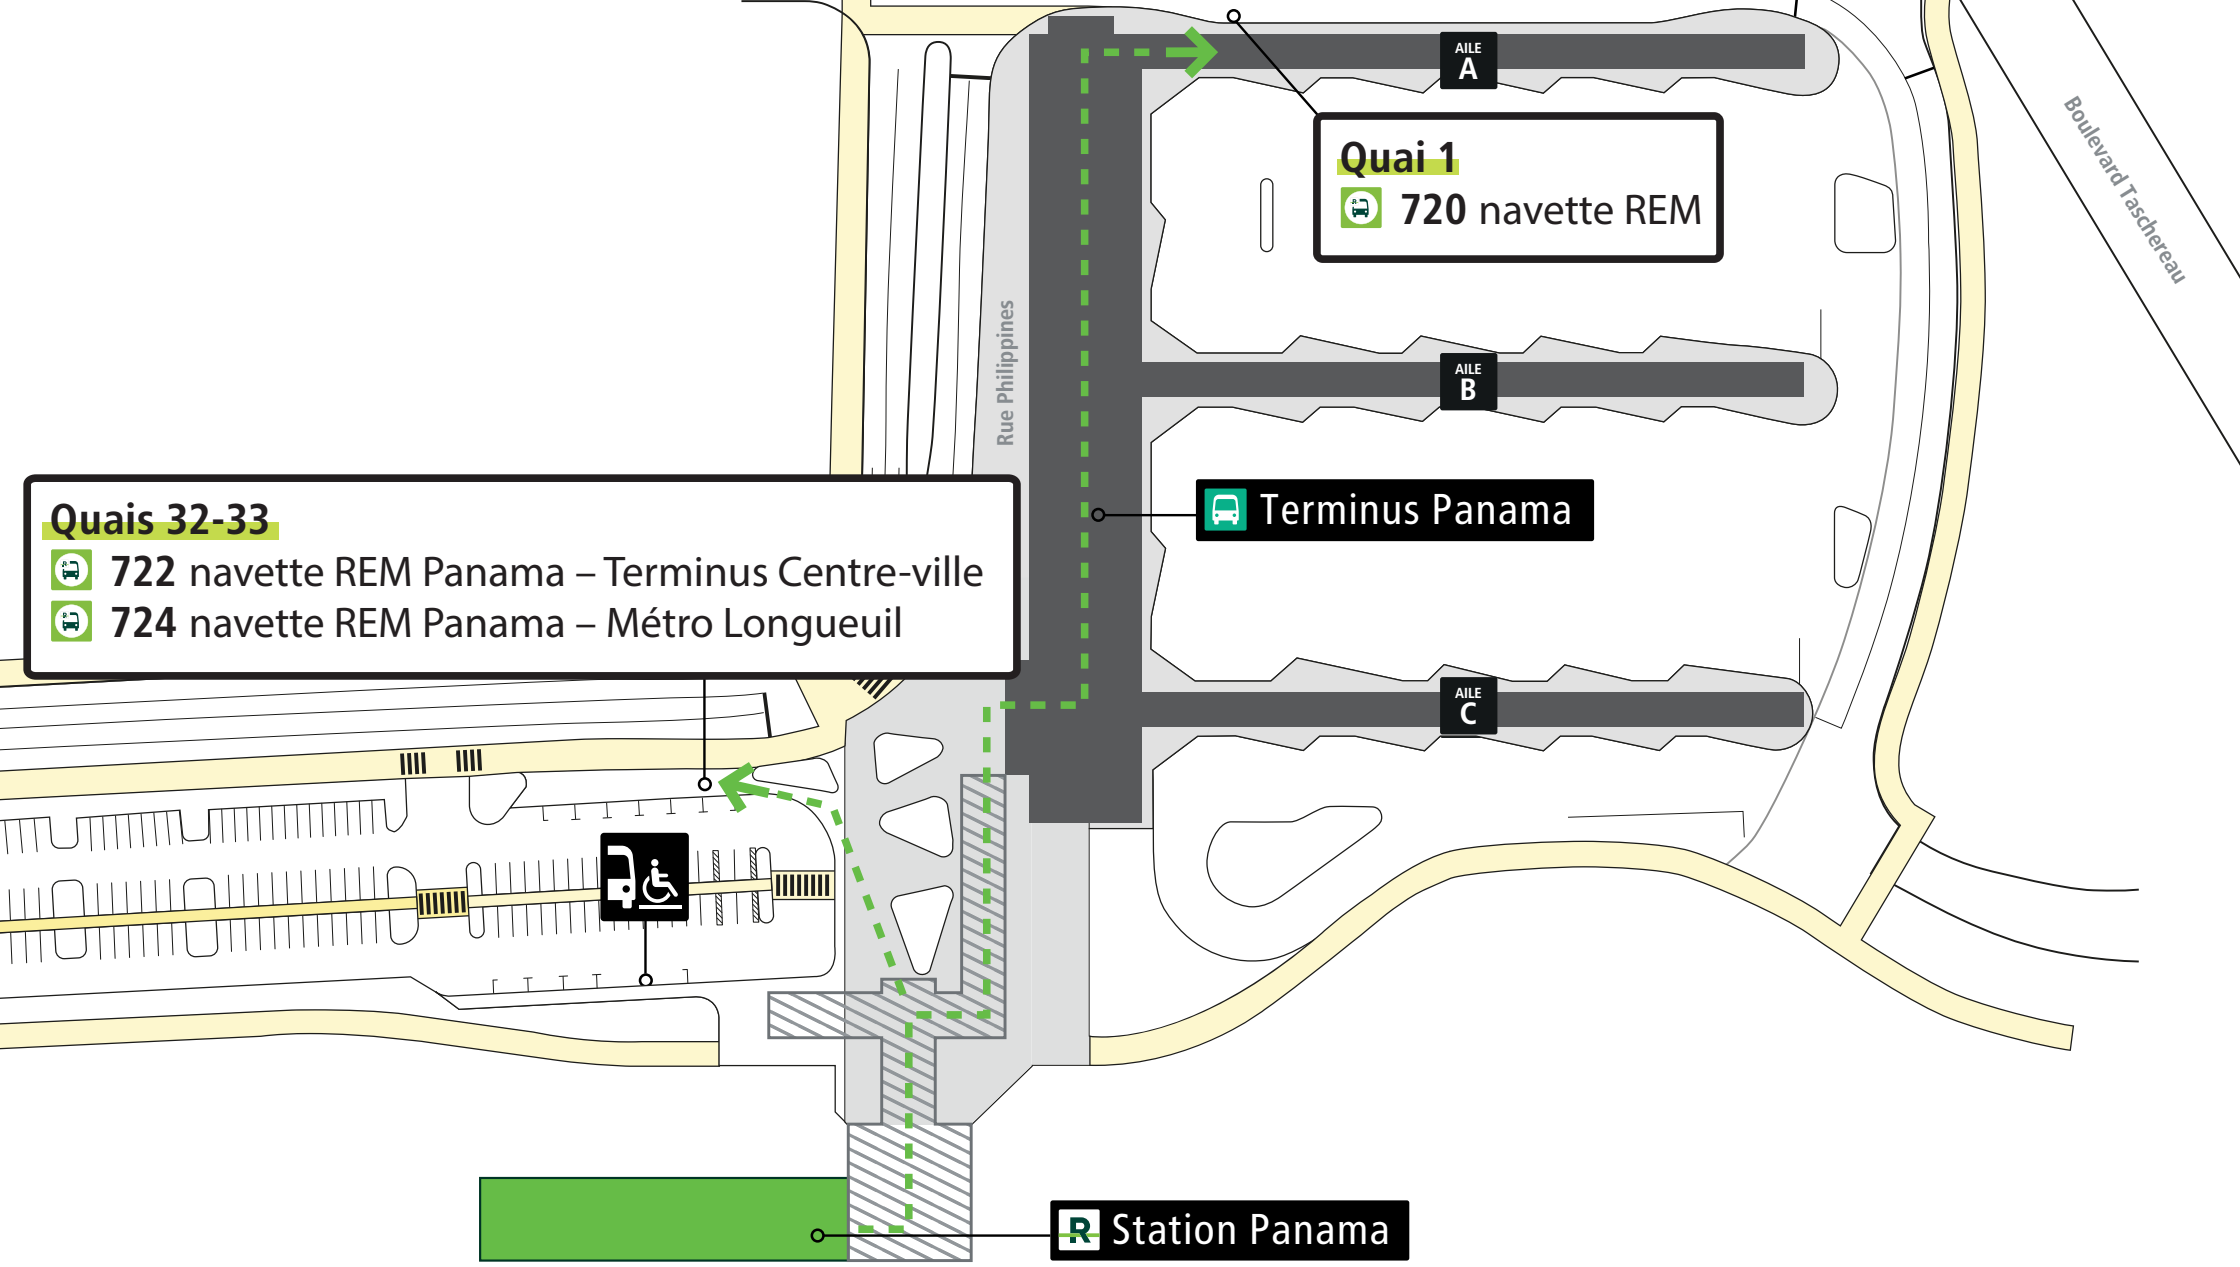 AILE
A
Boulevard Taschereau
Quai 1
720 navette REM
Rue Philippines
AILE
B
Quais 32-33
722 navette REM Panama – Terminus Centre-ville
724 navette REM Panama – Métro Longueuil
Terminus Panama
AILE
C
R Station Panama